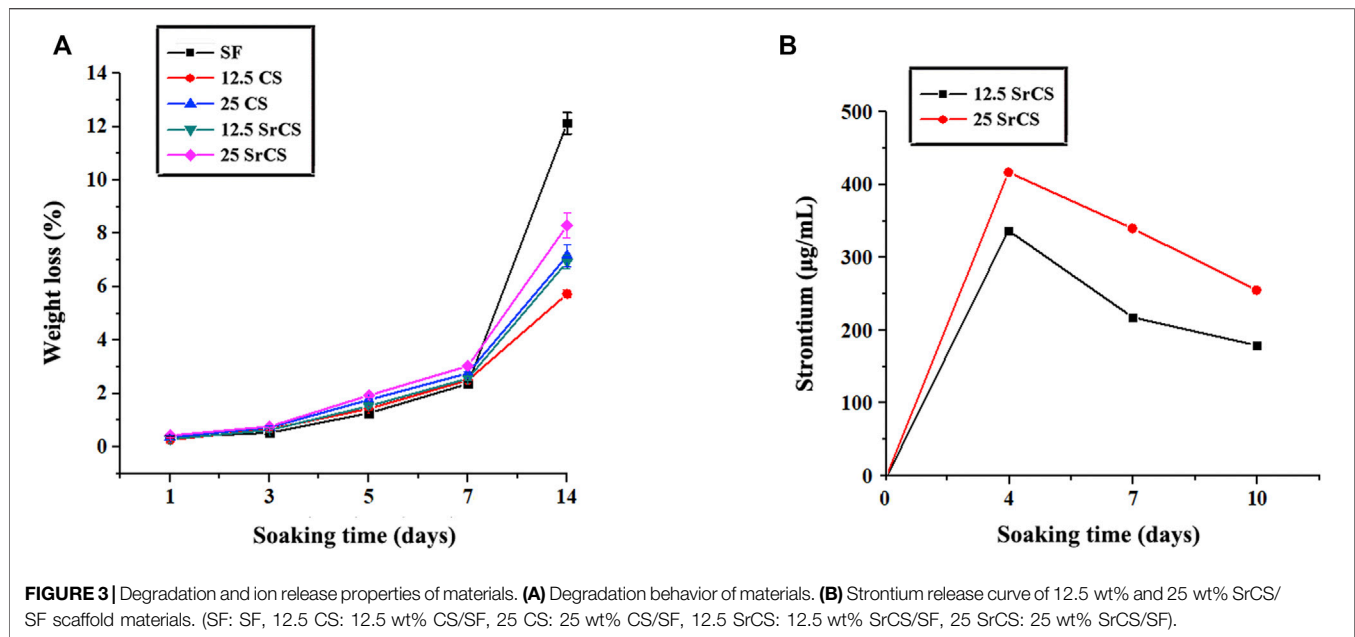 A
SF
12.5 CS
25 CS
12.5 SrCS
25 SrCS
14
12
10
8
6
4
2
0
Weight loss (%)
1 3 5 7 14
Soaking time (days)
B
12.5 SrCS
25 SrCS
500
400
300
200
100
0
Strontium (µg/mL)
0 4 7 10
Soaking time (days)
FIGURE 3 | Degradation and ion release properties of materials. (A) Degradation behavior of materials. (B) Strontium release curve of 12.5 wt% and 25 wt% SrCS/
SF scaffold materials. (SF: SF, 12.5 CS: 12.5 wt% CS/SF, 25 CS: 25 wt% CS/SF, 12.5 SrCS: 12.5 wt% SrCS/SF, 25 SrCS: 25 wt% SrCS/SF).